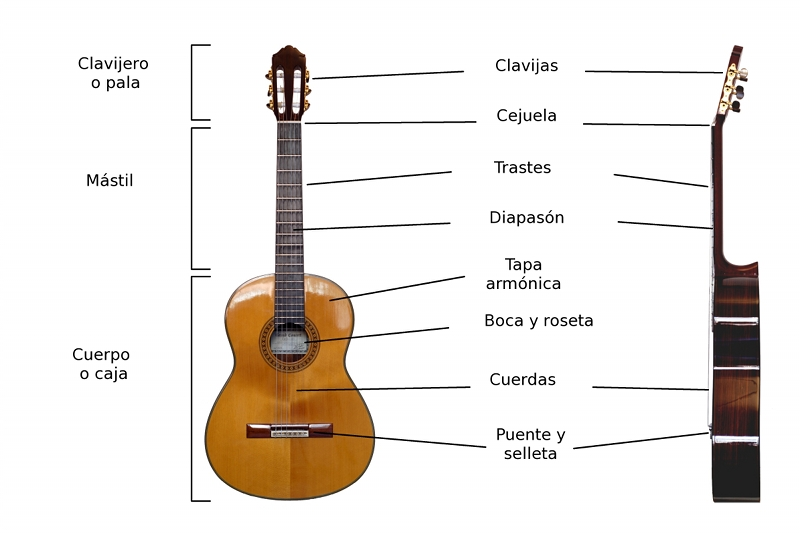 Clavijero
o pala
Clavijas
Cejuela
Mástil
Trastes
Diapasón
Tapa
armónica
Boca y roseta
Cuerpo
o caja
Cuerdas
Puente y
selleta